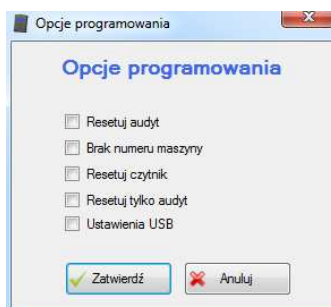 Opcje programowania
Opcje programowania
Resetuj audyt
Brak numeru maszyny
Resetuj czytnik
Resetuj tylko audyt
Ustawienia USB
Zatwierdź
Anuluj